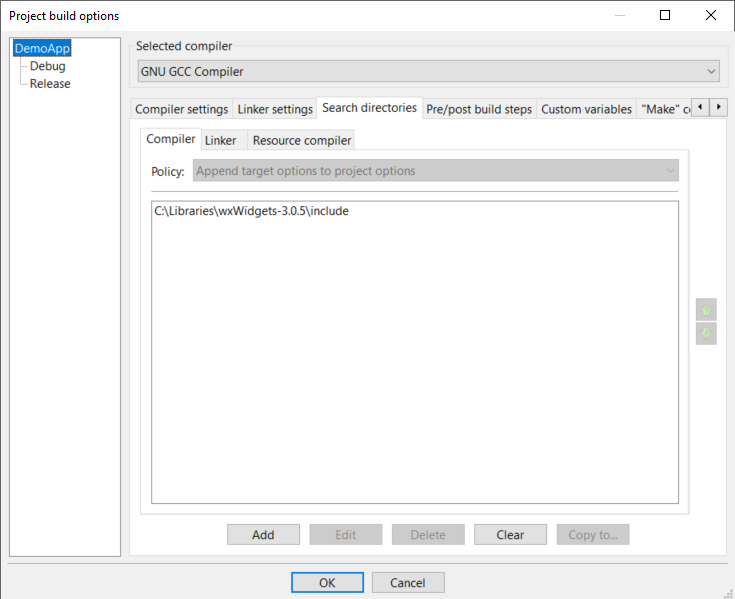 Project build options
DemoApp
Debug
Release
Selected compiler
GNU GCC Compiler
Compiler settings Linker settings Search directories Pre/post build steps Custom variables "Make" c
Compiler Linker Resource compiler
Policy: Append target options to project options
C:\Libraries\wxWidgets-3.0.5\include
Add Edit Delete Clear Copy to...
OK Cancel